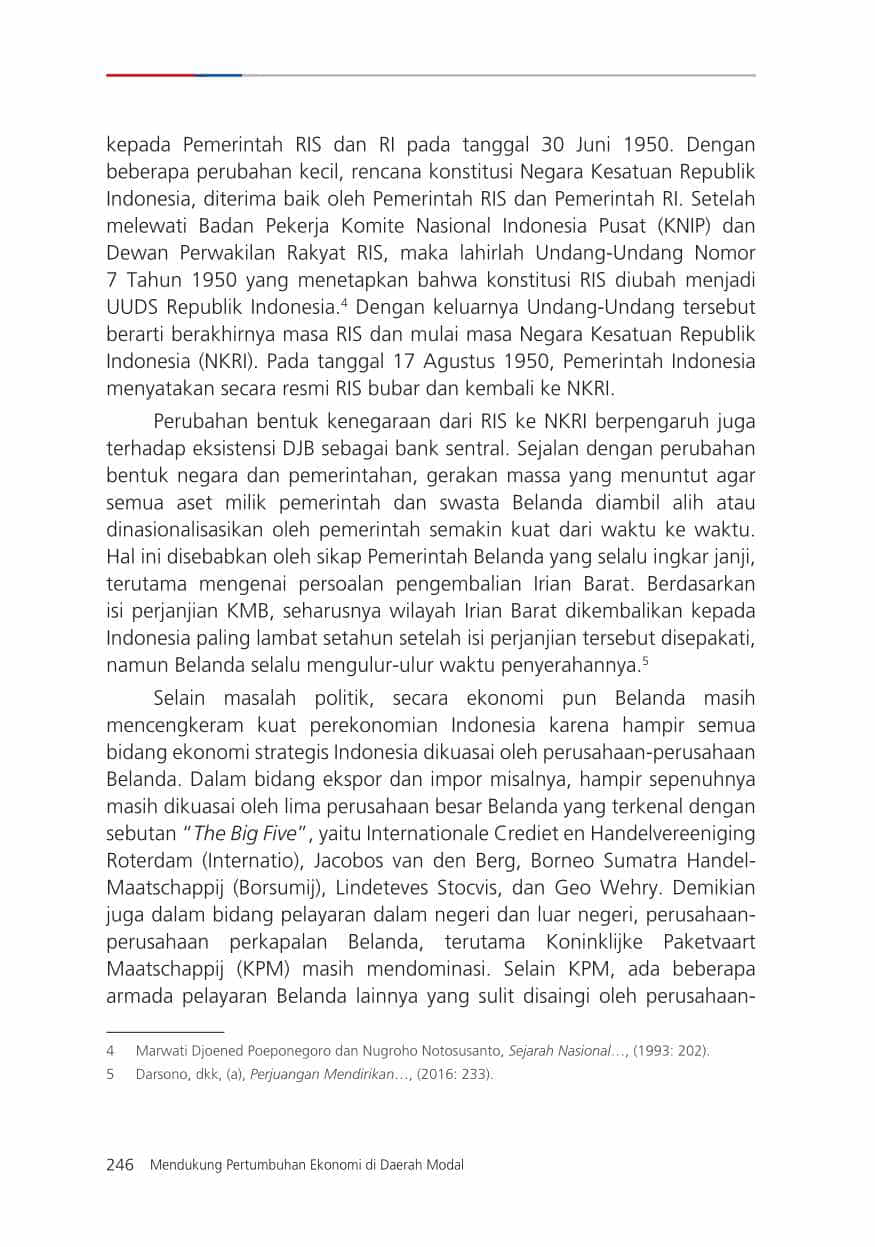 kepada Pemerintah RIS dan RI pada tanggal 30 Juni 1950. Dengan
beberapa perubahan kecil, rencana konstitusi Negara Kesatuan Republik
Indonesia, diterima baik oleh Pemerintah RIS dan Pemerintah RI. Setelah
melewati Badan Pekerja Komite Nasional Indonesia Pusat (KNIP) dan
Dewan Perwakilan Rakyat RIS, maka lahirlah Undang-Undang Nomor
7 Tahun 1950 yang menetapkan bahwa konstitusi RIS diubah menjadi
UUDS Republik Indonesia.⁴ Dengan keluarnya Undang-Undang tersebut
berarti berakhirnya masa RIS dan mulai masa Negara Kesatuan Republik
Indonesia (NKRI). Pada tanggal 17 Agustus 1950, Pemerintah Indonesia
menyatakan secara resmi RIS bubar dan kembali ke NKRI.
Perubahan bentuk kenegaraan dari RIS ke NKRI berpengaruh juga
terhadap eksistensi DJB sebagai bank sentral. Sejalan dengan perubahan
bentuk negara dan pemerintahan, gerakan massa yang menuntut agar
semua aset milik pemerintah dan swasta Belanda diambil alih atau
dinasionalisasikan oleh pemerintah semakin kuat dari waktu ke waktu.
Hal ini disebabkan oleh sikap Pemerintah Belanda yang selalu ingkar janji,
terutama mengenai persoalan pengembalian Irian Barat. Berdasarkan
isi perjanjian KMB, seharusnya wilayah Irian Barat dikembalikan kepada
Indonesia paling lambat setahun setelah isi perjanjian tersebut disepakati,
namun Belanda selalu mengulur-ulur waktu penyerahannya.⁵
Selain masalah politik, secara ekonomi pun Belanda masih
mencengkeram kuat perekonomian Indonesia karena hampir semua
bidang ekonomi strategis Indonesia dikuasai oleh perusahaan-perusahaan
Belanda. Dalam bidang ekspor dan impor misalnya, hampir sepenuhnya
masih dikuasai oleh lima perusahaan besar Belanda yang terkenal dengan
sebutan “The Big Five”, yaitu Internationale Crediet en Handelvereeniging
Roterdam (Internatio), Jacobos van den Berg, Borneo Sumatra Handel-
Maatschappij (Borsumij), Lindeteves Stocvis, dan Geo Wehry. Demikian
juga dalam bidang pelayaran dalam negeri dan luar negeri, perusahaan-
perusahaan perkapalan Belanda, terutama Koninklijke Paketvaart
Maatschappij (KPM) masih mendominasi. Selain KPM, ada beberapa
armada pelayaran Belanda lainnya yang sulit disaingi oleh perusahaan-
4 Marwati Djoened Poeponegoro dan Nugroho Notosusanto, Sejarah Nasional…, (1993: 202).
5 Darsono, dkk, (a), Perjuangan Mendirikan…, (2016: 233).
246 Mendukung Pertumbuhan Ekonomi di Daerah Modal